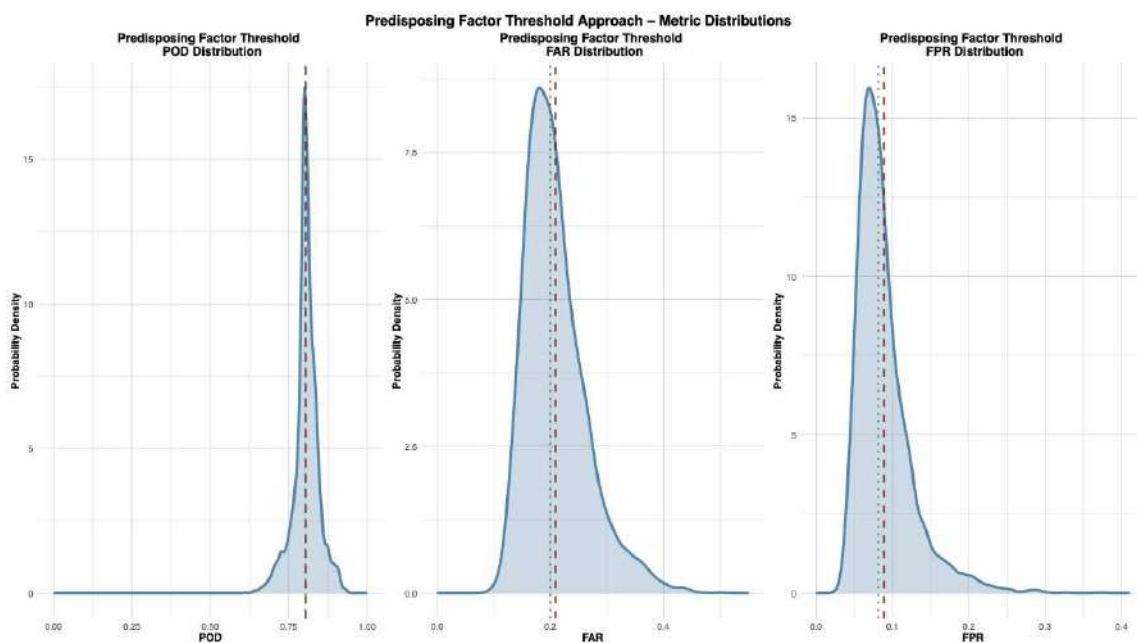 Predisposing Factor Threshold Approach – Metric Distributions
Predisposing Factor Threshold
POD Distribution
Probability Density
15
10
5
0
0.00 0.25 0.50 0.75 1.00
POD
Predisposing Factor Threshold
FAR Distribution
Probability Density
7.5
5.0
2.5
0.0
0.0 0.2 0.4
FAR
Predisposing Factor Threshold
FPR Distribution
Probability Density
15
10
5
0
0.0 0.1 0.2 0.3 0.4
FPR